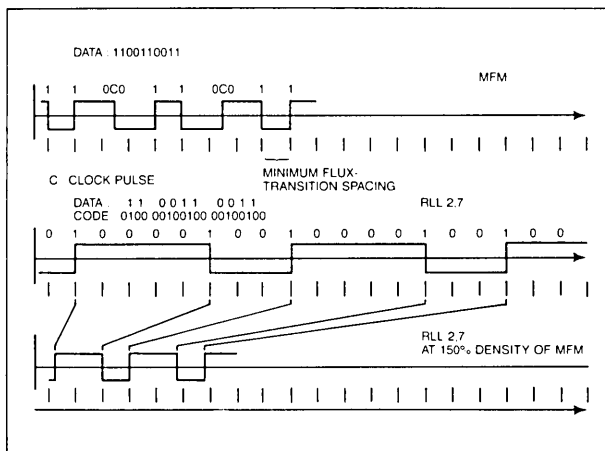 DATA : 1100110011
1 1 0C0 1 1 0C0 1 1 MFM
C CLOCK PULSE
MINIMUM FLUX-
TRANSITION SPACING
DATA : 11 0011 0011
CODE 0100 00100100 00100100
RLL 2.7
0 1 0 0 0 0 1 0 0 1 0 0 0 0 1 0 0 1 0 0
RLL 2.7
AT 150% DENSITY OF MFM